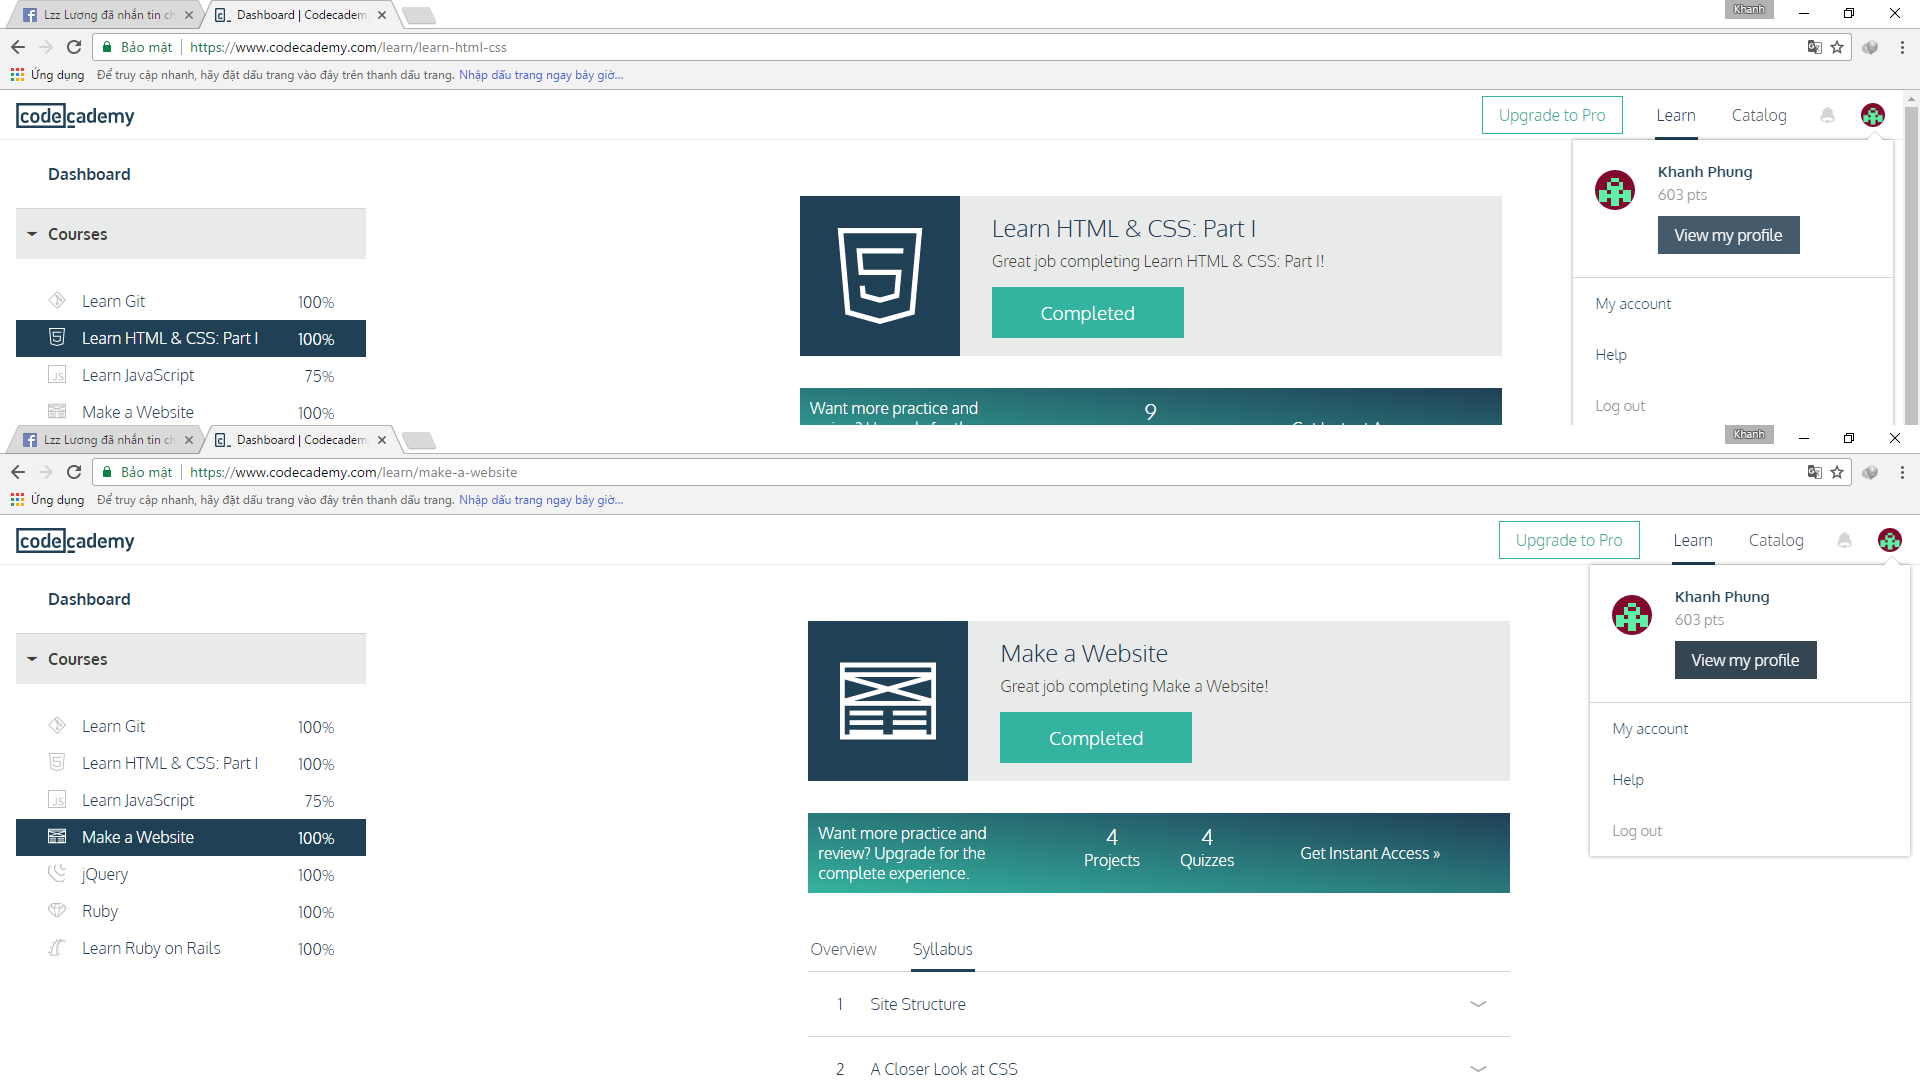 Lzz Lương đã nhắn tin ch
Dashboard | Codecadem
Khanh
Bảo mật
https://www.codecademy.com/learn/learn-html-css
Ứng dụng
Để truy cập nhanh, hãy đặt dấu trang vào đây trên thanh dấu trang. Nhập dấu trang ngay bây giờ...
codecademy
Upgrade to Pro
Learn
Catalog
Dashboard
Courses
Learn Git 100%
Learn HTML & CSS: Part I 100%
JS Learn JavaScript 75%
Make a Website 100%
Learn HTML & CSS: Part I
Great job completing Learn HTML & CSS: Part I!
Completed
Want more practice and
9
Khanh Phung
603 pts
View my profile
My account
Help
Log out
Lzz Lương đã nhắn tin ch
Dashboard | Codecadem
Khanh
Bảo mật
https://www.codecademy.com/learn/make-a-website
Ứng dụng
Để truy cập nhanh, hãy đặt dấu trang vào đây trên thanh dấu trang. Nhập dấu trang ngay bây giờ...
codecademy
Upgrade to Pro
Learn
Catalog
Dashboard
Courses
Learn Git 100%
Learn HTML & CSS: Part I 100%
JS Learn JavaScript 75%
Make a Website 100%
jQuery 100%
Ruby 100%
Learn Ruby on Rails 100%
Make a Website
Great job completing Make a Website!
Completed
Want more practice and
review? Upgrade for the
complete experience.
4
Projects
4
Quizzes
Get Instant Access »
Overview
Syllabus
1 Site Structure
2 A Closer Look at CSS
Khanh Phung
603 pts
View my profile
My account
Help
Log out